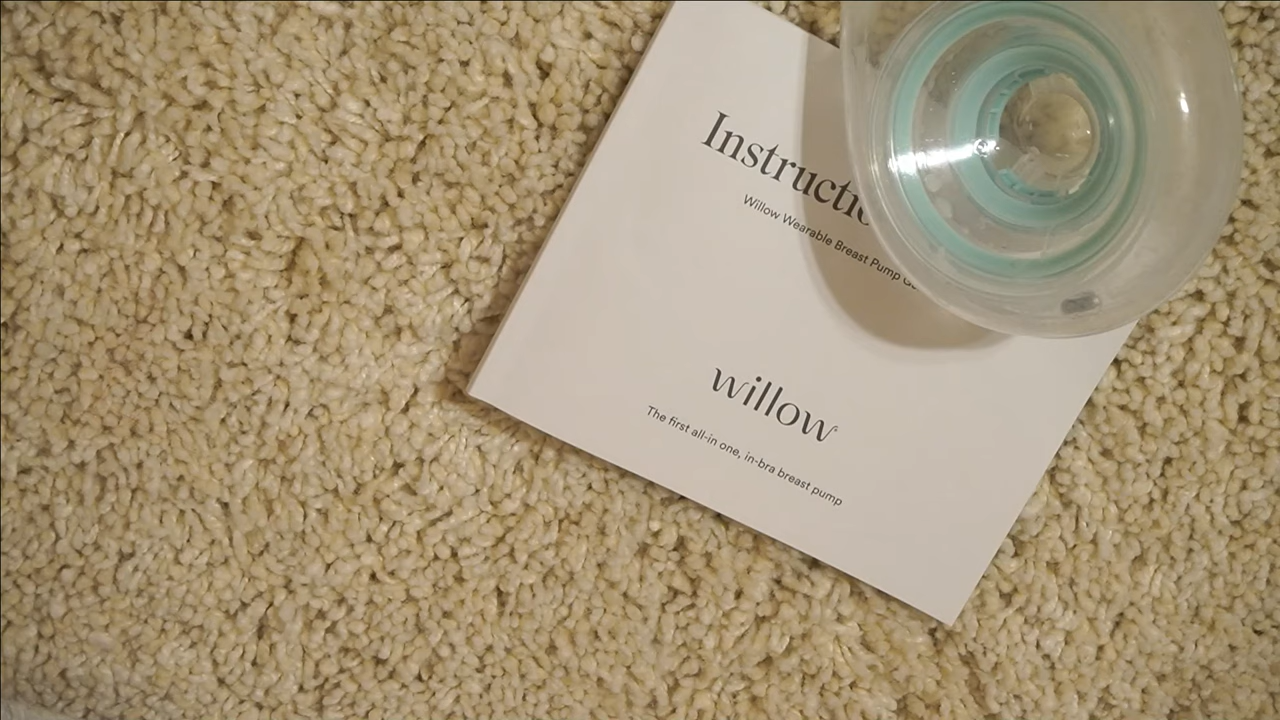 Instructio
Willow Wearable Breast Pump
willow
The first all-in one, in-bra breast pump